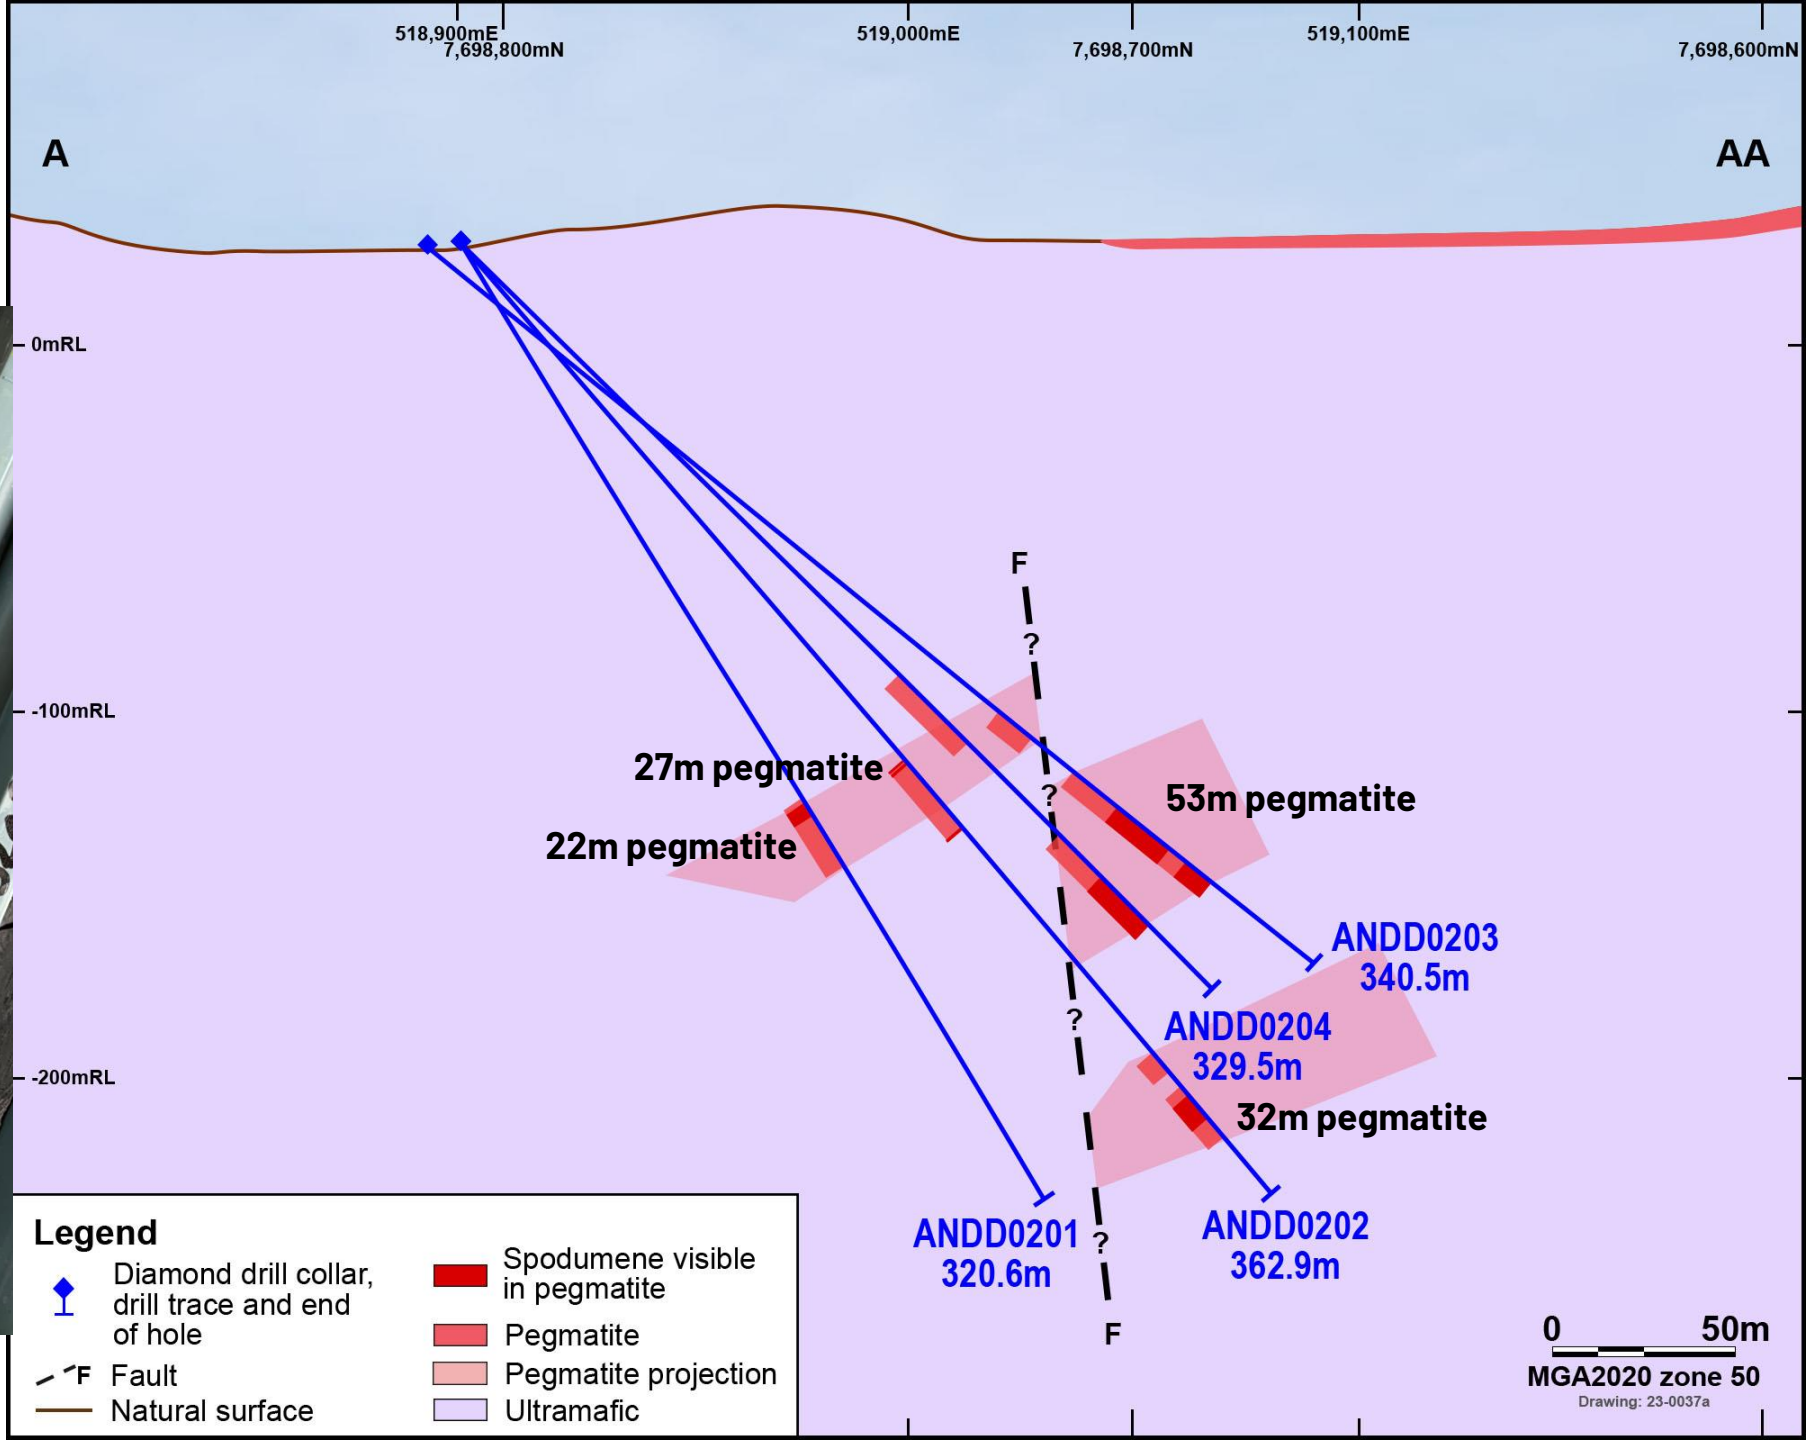 518,900mE
7,698,800mN
519,000mE
7,698,700mN
519,100mE
7,698,600mN
A
AA
0mRL
-100mRL
-200mRL
F
?
27m pegmatite
22m pegmatite
?
53m pegmatite
ANDD0203
340.5m
?
ANDD0204
329.5m
32m pegmatite
ANDD0201
320.6m
?
ANDD0202
362.9m
F
Legend
Diamond drill collar,
drill trace and end
of hole
F
Fault
Natural surface
Spodumene visible
in pegmatite
Pegmatite
Pegmatite projection
Ultramafic
0 50m
MGA2020 zone 50
Drawing: 23-0037a